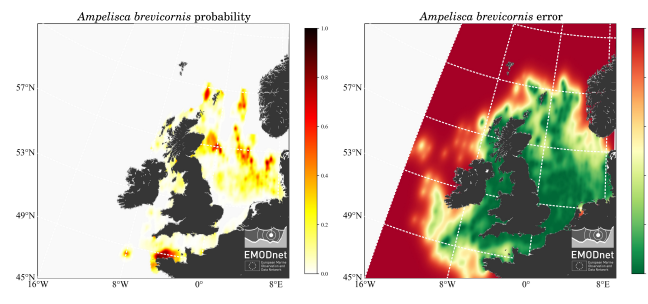 Ampelisca brevicornis probability
57°N
53°N
49°N
45°N
16°W
8°W
0°
8°E
1.0
0.8
0.6
0.4
0.2
0.0
EMODnet
European Marine
Observation and
Data Network
Ampelisca brevicornis error
57°N
53°N
49°N
45°N
16°W
8°W
0°
8°E
EMODnet
European Marine
Observation and
Data Network